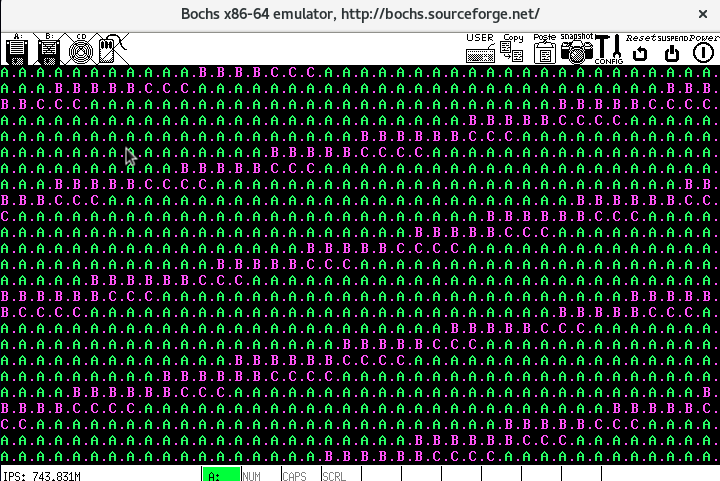 Bochs x86-64 emulator, http://bochs.sourceforge.net/
A: B: CD USER Copy Paste snapshot CONFIG Reset SUSPEND Power
A.A.A.A.A.A.A.A.A.A.A.B.B.B.B.C.C.C.A.A.A.A.A.A.A.A.A.A.A.A.A.A.A.A.A.A.A.A.A.A.
A.A.A.B.B.B.B.B.C.C.C.A.A.A.A.A.A.A.A.A.A.A.A.A.A.A.A.A.A.A.A.A.A.A.A.A.A.B.B.B.
B.B.C.C.C.A.A.A.A.A.A.A.A.A.A.A.A.A.A.A.A.A.A.A.A.A.A.A.A.A.A.B.B.B.B.B.C.C.C.C.
A.A.A.A.A.A.A.A.A.A.A.A.A.A.A.A.A.A.A.A.A.A.A.A.A.A.B.B.B.B.B.C.C.C.C.A.A.A.A.A.
A.A.A.A.A.A.A.A.A.A.A.A.A.A.A.A.A.A.A.A.B.B.B.B.B.B.C.C.C.A.A.A.A.A.A.A.A.A.A.A.
A.A.A.A.A.A.A.A.A.A.A.A.A.A.A.B.B.B.B.B.C.C.C.C.A.A.A.A.A.A.A.A.A.A.A.A.A.A.A.A.
A.A.A.A.A.A.A.A.A.A.B.B.B.B.B.C.C.C.A.A.A.A.A.A.A.A.A.A.A.A.A.A.A.A.A.A.A.A.A.A.
A.A.A.B.B.B.B.B.C.C.C.C.A.A.A.A.A.A.A.A.A.A.A.A.A.A.A.A.A.A.A.A.A.A.A.A.A.A.B.B.
B.B.B.C.C.C.A.A.A.A.A.A.A.A.A.A.A.A.A.A.A.A.A.A.A.A.A.A.A.A.A.A.B.B.B.B.B.B.C.C.
C.A.A.A.A.A.A.A.A.A.A.A.A.A.A.A.A.A.A.A.A.A.A.A.A.A.A.B.B.B.B.B.B.C.C.C.A.A.A.A.
A.A.A.A.A.A.A.A.A.A.A.A.A.A.A.A.A.A.A.A.A.A.A.B.B.B.B.B.C.C.C.A.A.A.A.A.A.A.A.A.
A.A.A.A.A.A.A.A.A.A.A.A.A.A.A.A.A.B.B.B.B.B.C.C.C.C.A.A.A.A.A.A.A.A.A.A.A.A.A.A.
A.A.A.A.A.A.A.A.A.A.A.A.B.B.B.B.B.C.C.C.A.A.A.A.A.A.A.A.A.A.A.A.A.A.A.A.A.A.A.A.
A.A.A.A.A.B.B.B.B.B.B.C.C.C.A.A.A.A.A.A.A.A.A.A.A.A.A.A.A.A.A.A.A.A.A.A.A.A.A.A.
B.B.B.B.B.B.C.C.C.A.A.A.A.A.A.A.A.A.A.A.A.A.A.A.A.A.A.A.A.A.A.A.A.A.A.B.B.B.B.B.
B.C.C.C.C.A.A.A.A.A.A.A.A.A.A.A.A.A.A.A.A.A.A.A.A.A.A.A.A.A.A.B.B.B.B.B.C.C.C.A.
A.A.A.A.A.A.A.A.A.A.A.A.A.A.A.A.A.A.A.A.A.A.A.A.A.B.B.B.B.B.C.C.C.A.A.A.A.A.A.A.
A.A.A.A.A.A.A.A.A.A.A.A.A.A.A.A.A.A.A.B.B.B.B.B.C.C.C.A.A.A.A.A.A.A.A.A.A.A.A.A.
A.A.A.A.A.A.A.A.A.A.A.A.A.B.B.B.B.B.B.C.C.C.C.A.A.A.A.A.A.A.A.A.A.A.A.A.A.A.A.A.
A.A.A.A.A.A.A.A.A.B.B.B.B.B.B.C.C.C.C.A.A.A.A.A.A.A.A.A.A.A.A.A.A.A.A.A.A.A.A.A.
A.A.A.A.B.B.B.B.B.B.C.C.C.A.A.A.A.A.A.A.A.A.A.A.A.A.A.A.A.A.A.A.A.A.A.A.A.A.A.B.
B.B.B.B.C.C.C.C.A.A.A.A.A.A.A.A.A.A.A.A.A.A.A.A.A.A.A.A.A.A.A.A.A.A.B.B.B.B.B.C.
C.C.A.A.A.A.A.A.A.A.A.A.A.A.A.A.A.A.A.A.A.A.A.A.A.A.A.A.B.B.B.B.B.C.C.C.A.A.A.A.
A.A.A.A.A.A.A.A.A.A.A.A.A.A.A.A.A.A.A.A.A.A.A.B.B.B.B.B.C.C.C.C.A.A.A.A.A.A.A.A.
A.A.A.A.A.A.A.A.A.A.A.A.A.A.A.A.A.A.B.B.B.B.B.B.C.C.C.C.A.A.A.A.A.A.A.A.A.A.A.A.
IPS: 743.831M A: NUM CAPS SCRL